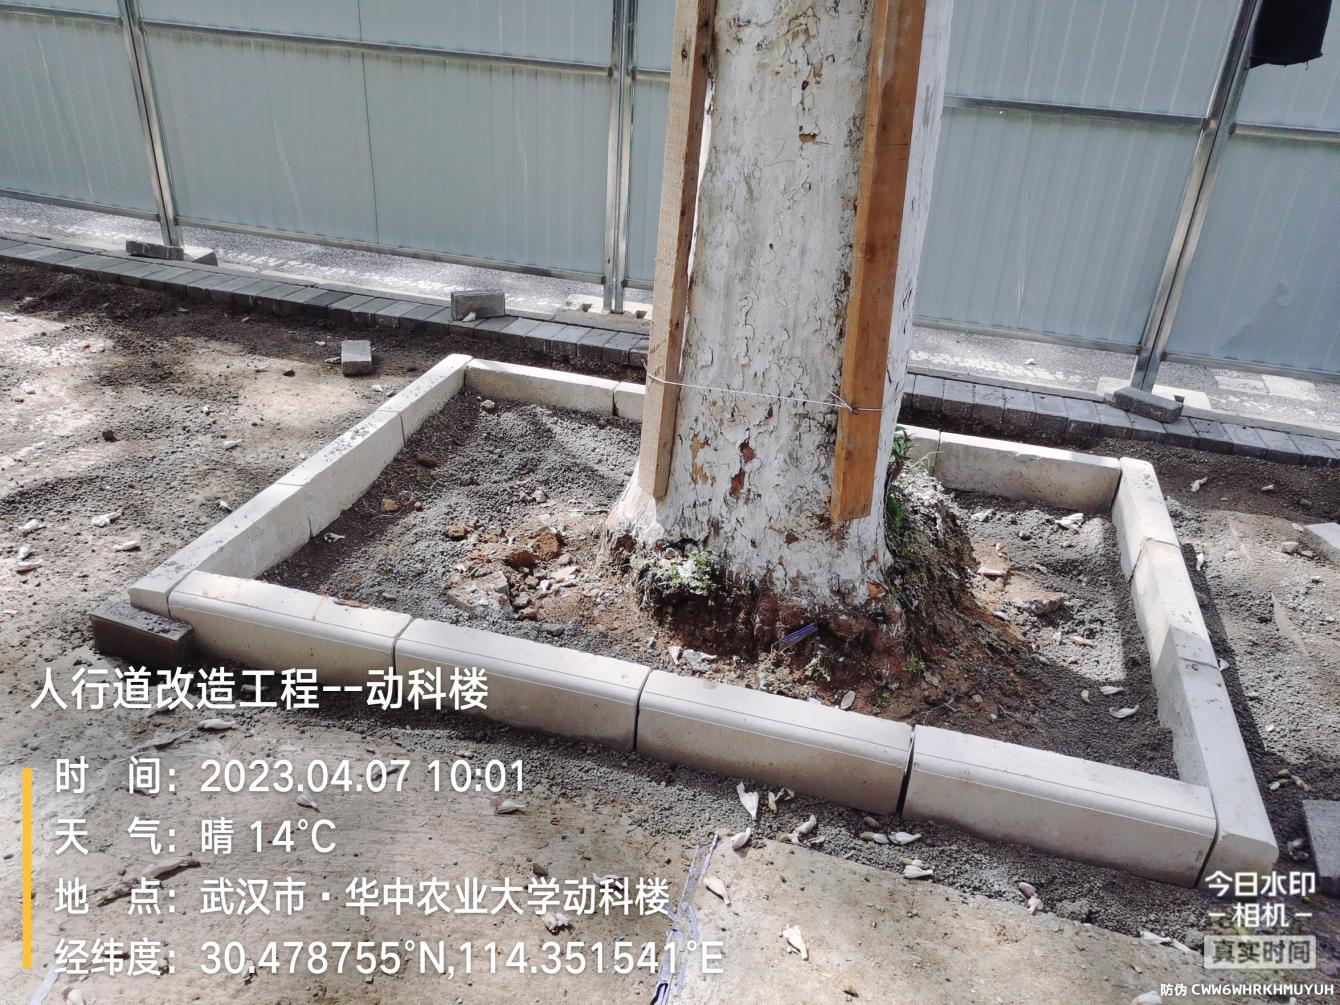 人行道改造工程--动科楼
时 间：2023.04.07 10:01
天 气：晴 14℃
地 点：武汉市·华中农业大学动科楼
经纬度：30.478755°N,114.351541°E
今日水印
-相机-
真实时间
防伪 CWW6WHRKHMUYUH